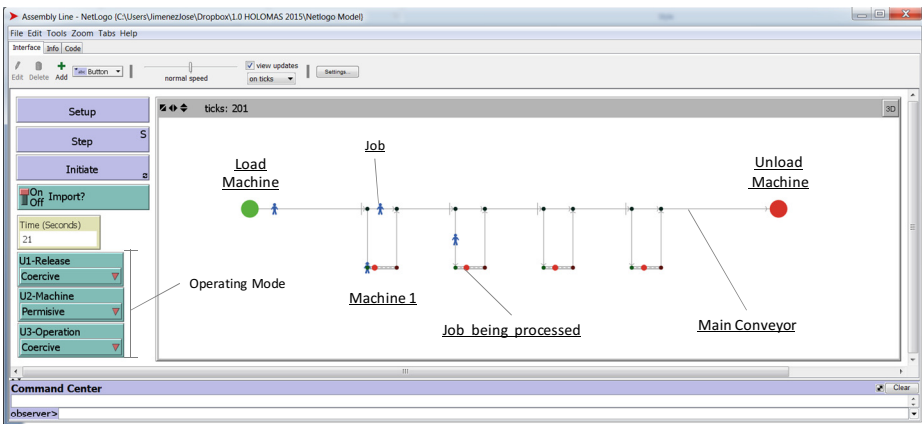 Assembly Line - NetLogo {C:\Users\JimenezJose\Dropbox\1.0 HOLOMAS 2015\Netlogo Model}
File Edit Tools Zoom Tabs Help
Interface Info Code
Edit Delete Add
Button
normal speed
view updates
on ticks
Settings...
ticks: 201
3D
Setup
Step
S
Initiate
On
Off
Import?
Time (Seconds)
21
U1-Release
Coercive
U2-Machine
Permisive
U3-Operation
Coercive
Operating Mode
Load
Machine
Job
Unload
Machine
Machine 1
Job being processed
Main Conveyor
Command Center
Clear
observer>